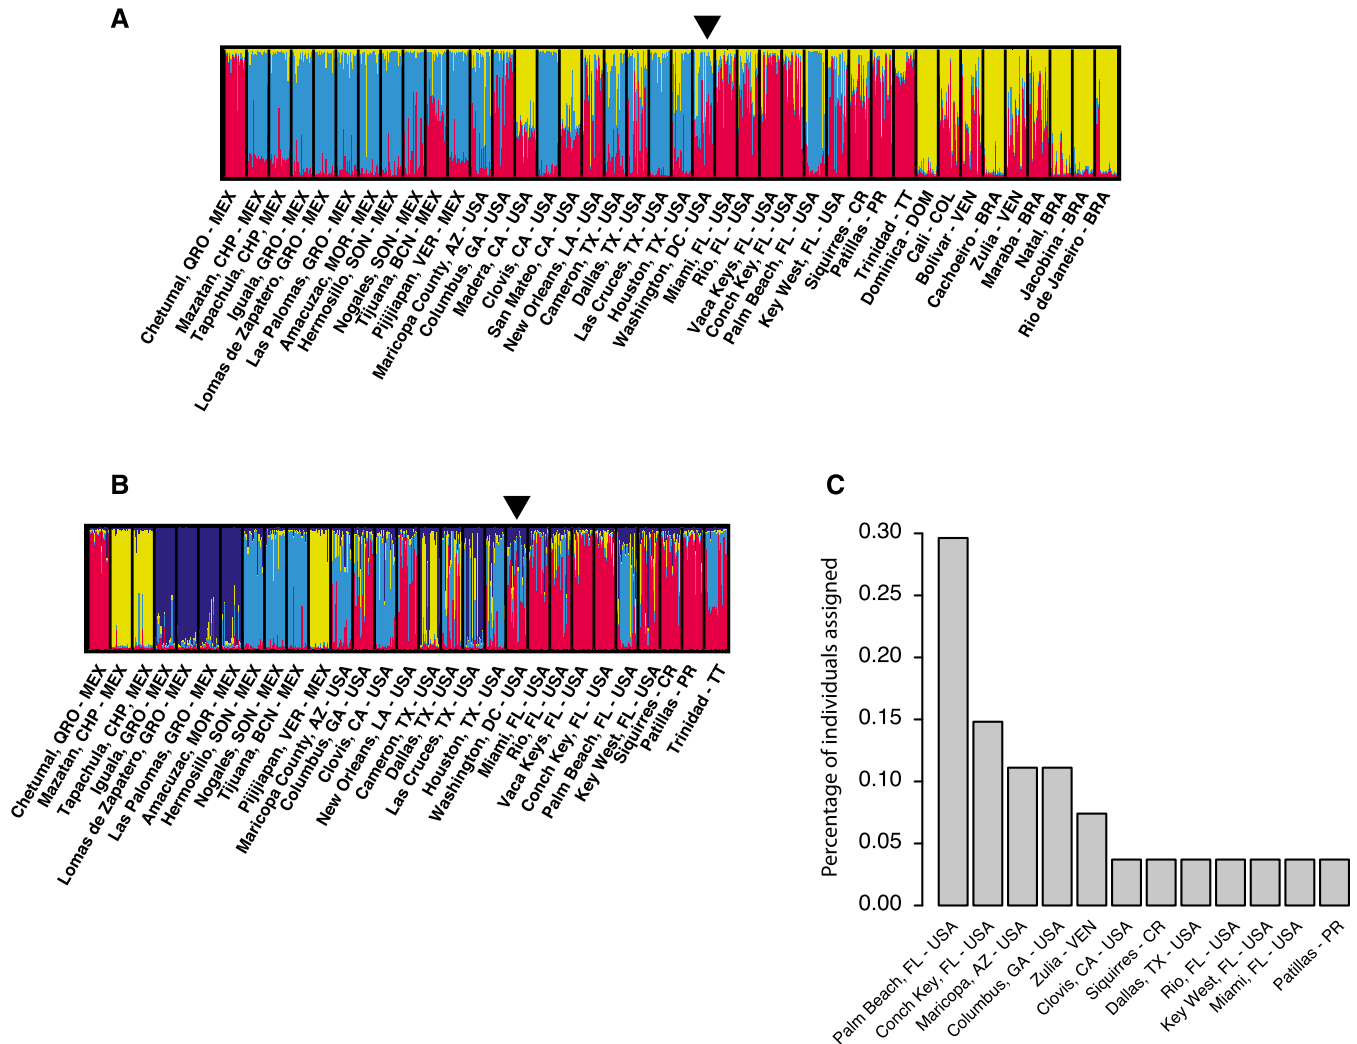 A
Chetumal, QRO - MEX
Mazatan, CHP - MEX
Tapachula, CHP, MEX
Iguala, GRO - MEX
Lomas de Zapatero, GRO - MEX
Las Palomas, GRO - MEX
Amacuzac, MOR - MEX
Hermosillo, SON - MEX
Nogales, SON - MEX
Tijuana, BCN - MEX
Pijijiapan, VER - MEX
Maricopa County, AZ - USA
Columbus, GA - USA
Madera, CA - USA
Clovis, CA - USA
San Mateo, CA - USA
New Orleans, LA - USA
Cameron, TX - USA
Dallas, TX - USA
Las Cruces, TX - USA
Houston, TX - USA
Washington, DC - USA
Miami, FL - USA
Rio, FL - USA
Vaca Keys, FL - USA
Conch Key, FL - USA
Palm Beach, FL - USA
Key West, FL - USA
Siquirres - CR
Patillas - PR
Trinidad - TT
Dominica - DOM
Cali - COL
Bolivar - VEN
Cachoeiro - BRA
Zulia - VEN
Maraba - BRA
Natal, BRA
Jacobina - BRA
Rio de Janeiro - BRA
B
Chetumal, QRO - MEX
Mazatan, CHP - MEX
Tapachula, CHP, MEX
Iguala, GRO - MEX
Lomas de Zapatero, GRO - MEX
Las Palomas, GRO - MEX
Amacuzac, MOR - MEX
Hermosillo, SON - MEX
Nogales, SON - MEX
Tijuana, BCN - MEX
Pijijiapan, VER - MEX
Maricopa County, AZ - USA
Columbus, GA - USA
Clovis, CA - USA
New Orleans, LA - USA
Cameron, TX - USA
Dallas, TX - USA
Las Cruces, TX - USA
Houston, TX - USA
Washington, DC - USA
Miami, FL - USA
Rio, FL - USA
Vaca Keys, FL - USA
Conch Key, FL - USA
Palm Beach, FL - USA
Key West, FL - USA
Siquirres - CR
Patillas - PR
Trinidad - TT
C
Percentage of individuals assigned
0.30
0.25
0.20
0.15
0.10
0.05
0.00
Palm Beach, FL - USA
Conch Key, FL - USA
Maricopa, AZ - USA
Columbus, GA - USA
Zulia - VEN
Clovis, CA - USA
Siquirres - CR
Dallas, TX - USA
Rio, FL - USA
Key West, FL - USA
Miami, FL - USA
Patillas - PR